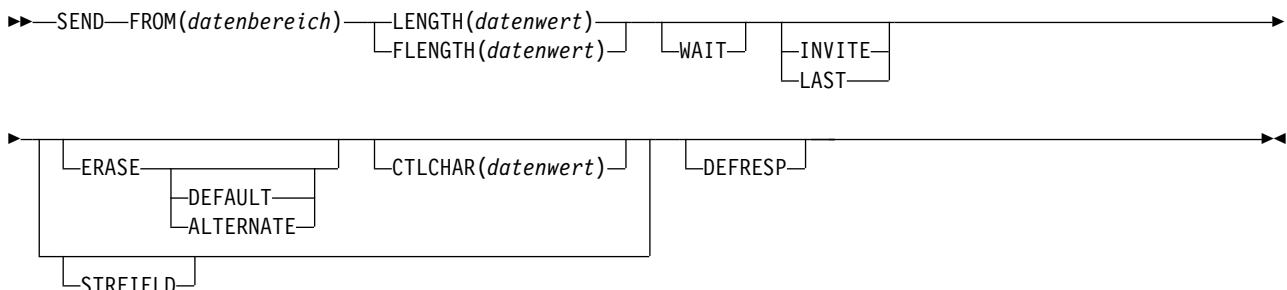 SEND FROM(datenbereich) LENGTH(datenwert)
FLENGTH(datenwert) WAIT INVITE
LAST
ERASE CTLCHAR(datenwert) DEFRESP
DEFAULT
ALTERNATE
STRFIELD